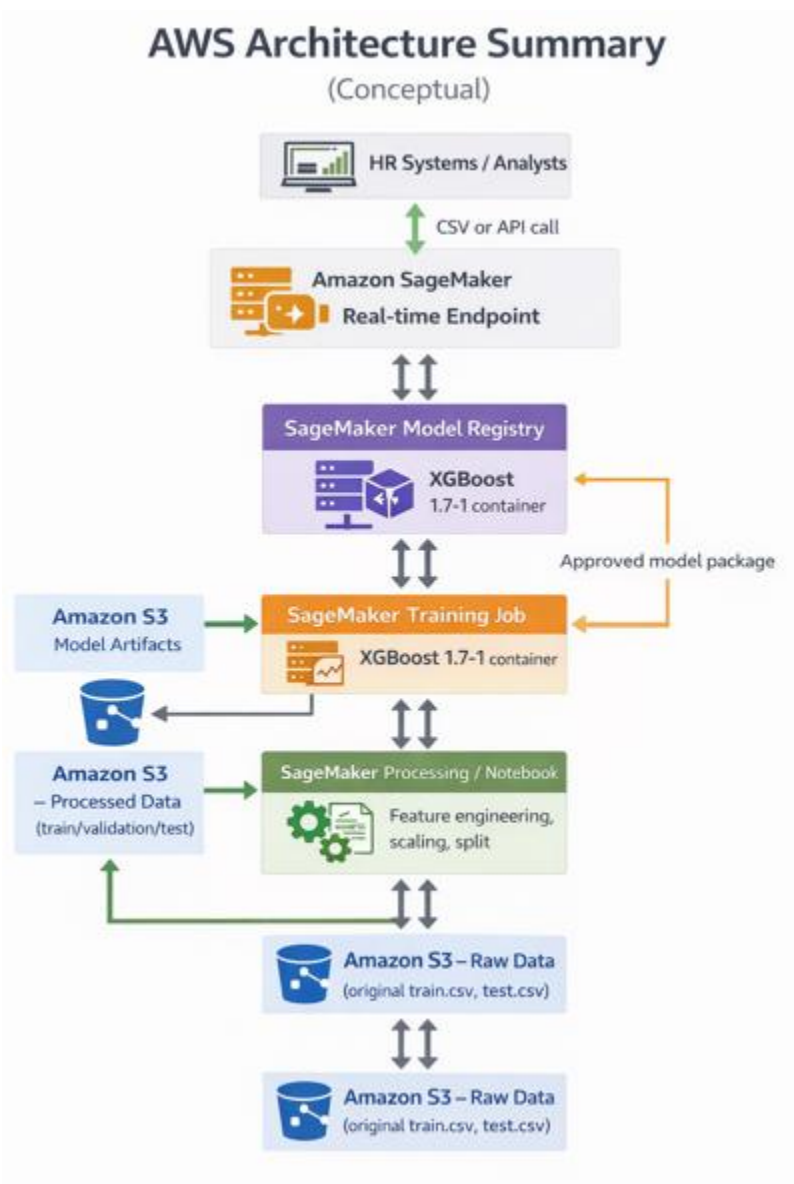 AWS Architecture Summary
(Conceptual)
HR Systems / Analysts
CSV or API call
Amazon SageMaker
Real-time Endpoint
SageMaker Model Registry
XGBoost
1.7-1 container
Approved model package
Amazon S3
Model Artifacts
SageMaker Training Job
XGBoost 1.7-1 container
Amazon S3
– Processed Data
(train/validation/test)
SageMaker Processing / Notebook
Feature engineering,
scaling, split
Amazon S3 – Raw Data
(original train.csv, test.csv)
Amazon S3 – Raw Data
(original train.csv, test.csv)